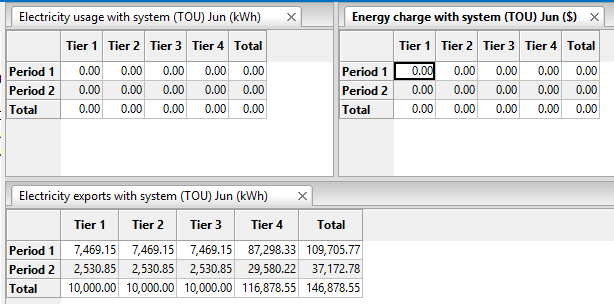 Electricity usage with system (TOU) Jun (kWh)
Tier 1 Tier 2 Tier 3 Tier 4 Total
Period 1 0.00 0.00 0.00 0.00 0.00
Period 2 0.00 0.00 0.00 0.00 0.00
Total 0.00 0.00 0.00 0.00 0.00
Energy charge with system (TOU) Jun ($)
Tier 1 Tier 2 Tier 3 Tier 4 Total
Period 1 0.00 0.00 0.00 0.00 0.00
Period 2 0.00 0.00 0.00 0.00 0.00
Total 0.00 0.00 0.00 0.00 0.00
Electricity exports with system (TOU) Jun (kWh)
Tier 1 Tier 2 Tier 3 Tier 4 Total
Period 1 7,469.15 7,469.15 7,469.15 87,298.33 109,705.77
Period 2 2,530.85 2,530.85 2,530.85 29,580.22 37,172.78
Total 10,000.00 10,000.00 10,000.00 116,878.55 146,878.55